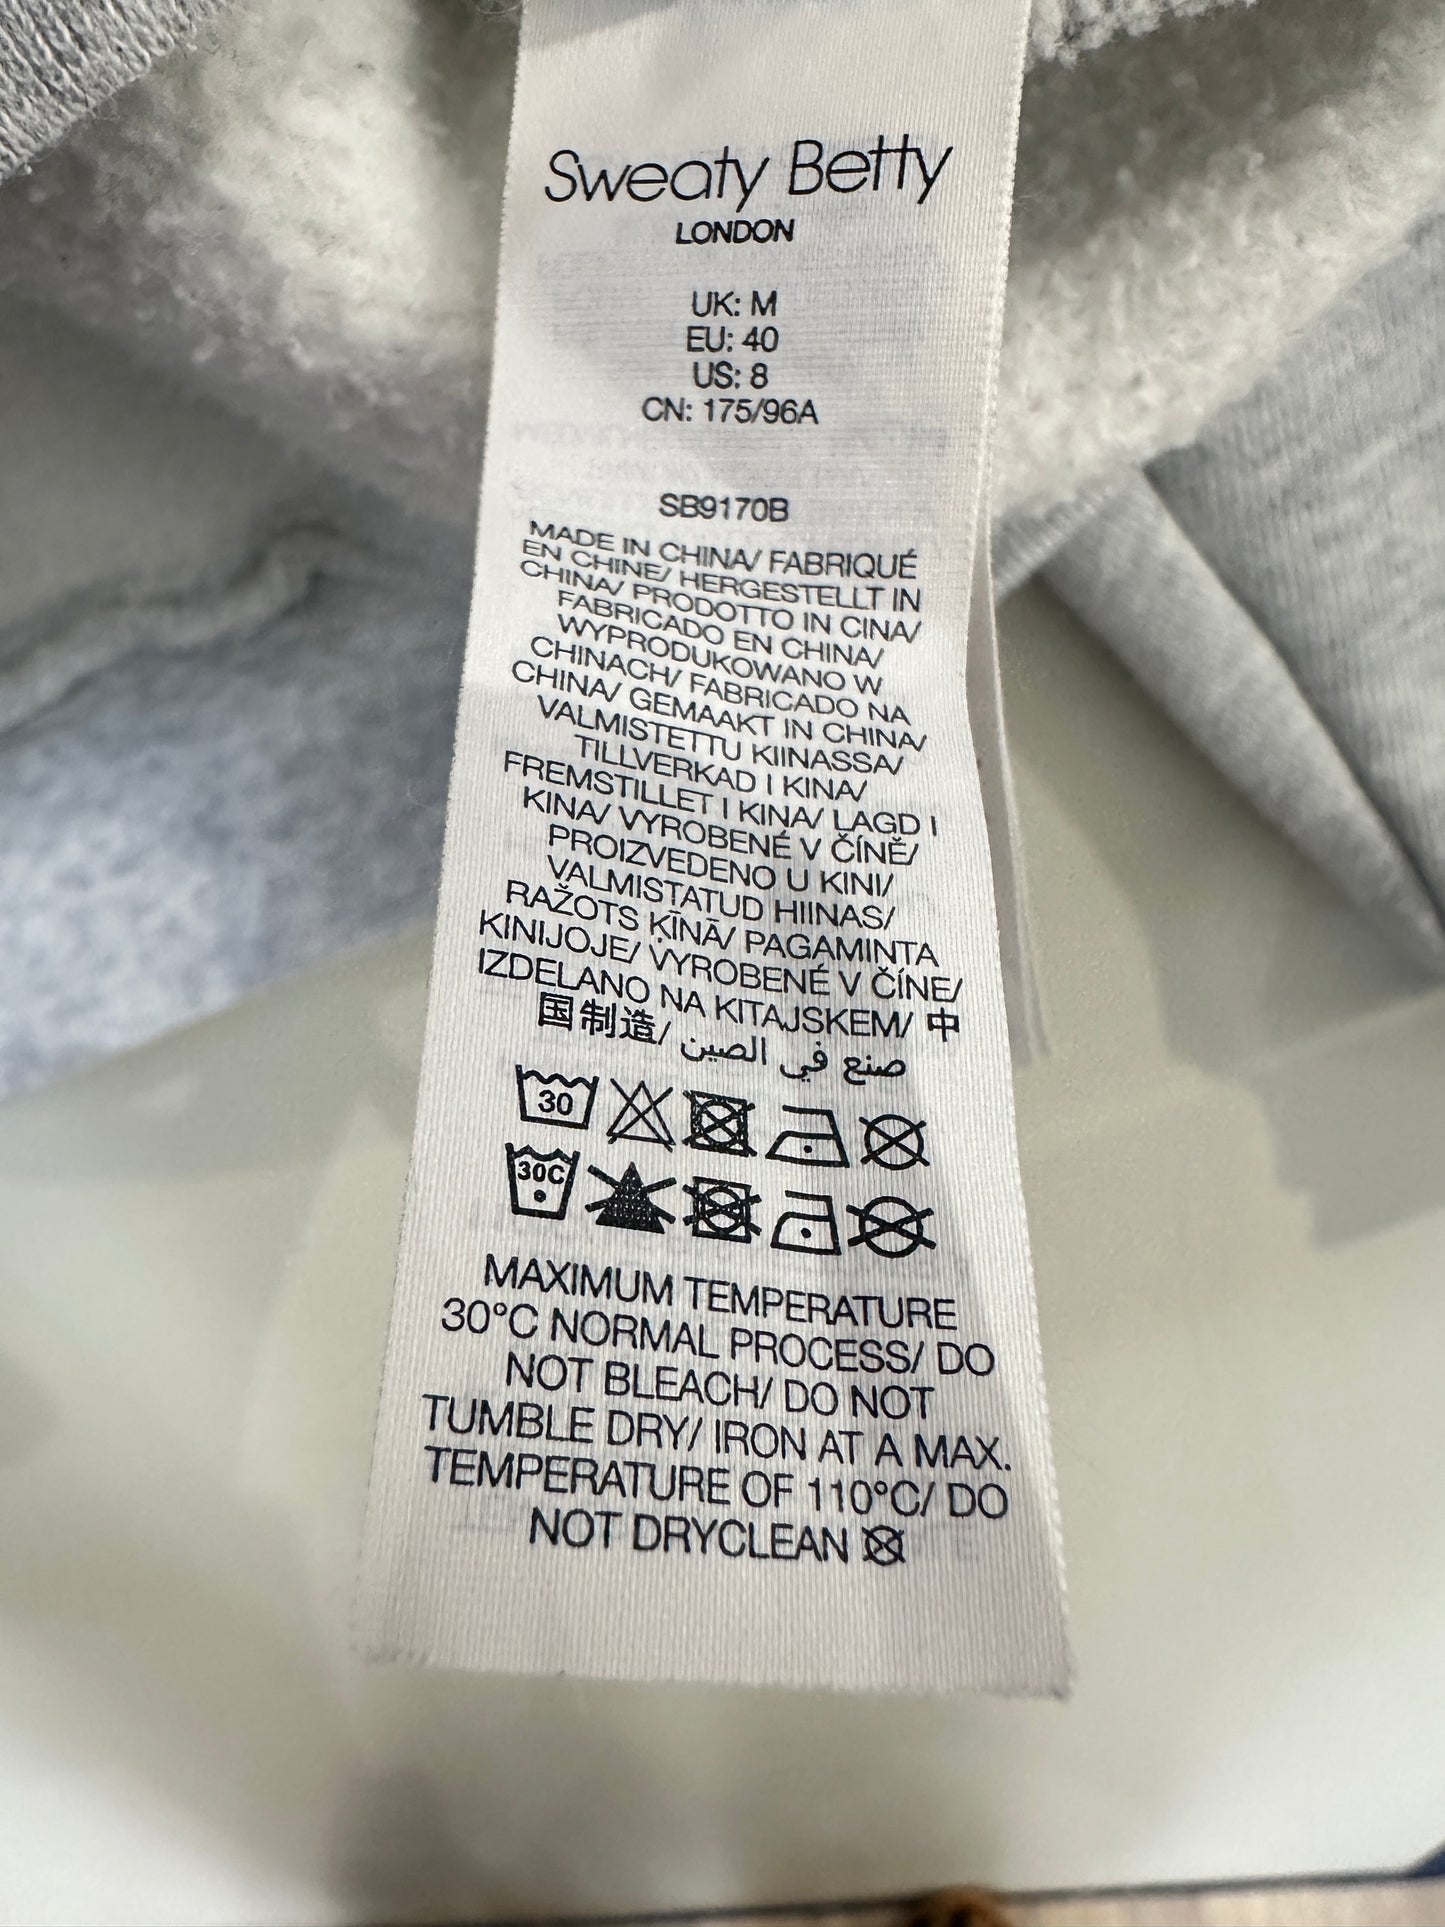 Sweaty Betty
LONDON
UK: M
EU: 40
US: 8
CN: 175/96A
SB9170B
MADE IN CHINA/ FABRIQUÉ
EN CHINE/ HERGESTELLT IN
CHINA/ PRODOTTO IN CINA/
FABRICADO EN CHINA/
WYPRODUKOWANO W
CHINACH/ FABRICADO NA
CHINA/ GEMAAKT IN CHINA/
VALMISTETTU KIINASSA/
TILLVERKAD I KINA/
FREMSTILLET I KINA/ LAGD I
KINA/ VYROBENÉ V ČÍNĚ/
PROIZVEDENO U KINI/
VALMISTATUD HIINAS/
RAŽOTS ĶĪNĀ/ PAGAMINTA
KINIJOJE/ VYROBENÉ V ČÍNE/
IZDELANO NA KITAJSKEM/ 中
国制造/ صنع في الصين
30
30C
MAXIMUM TEMPERATURE
30°C NORMAL PROCESS/ DO
NOT BLEACH/ DO NOT
TUMBLE DRY/ IRON AT A MAX.
TEMPERATURE OF 110°C/ DO
NOT DRYCLEAN